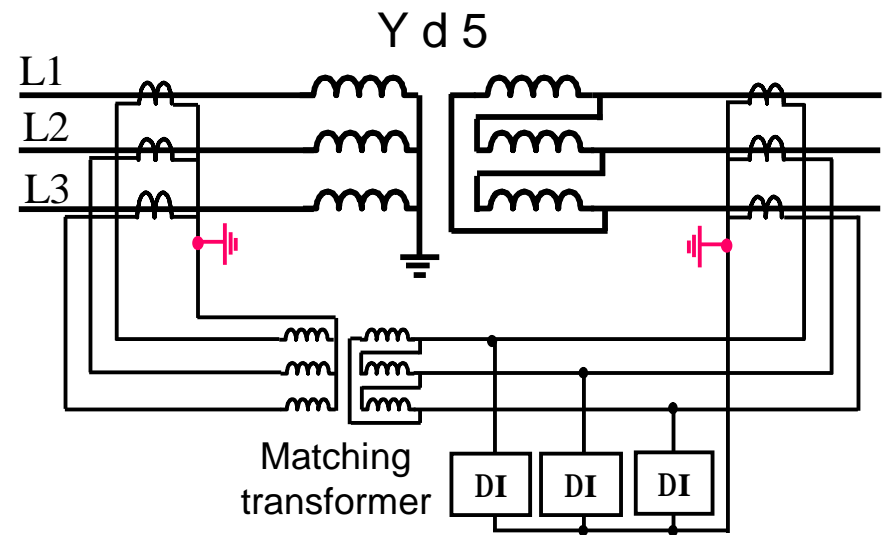 Y d 5
L1
L2
L3
Matching
transformer
DI DI DI